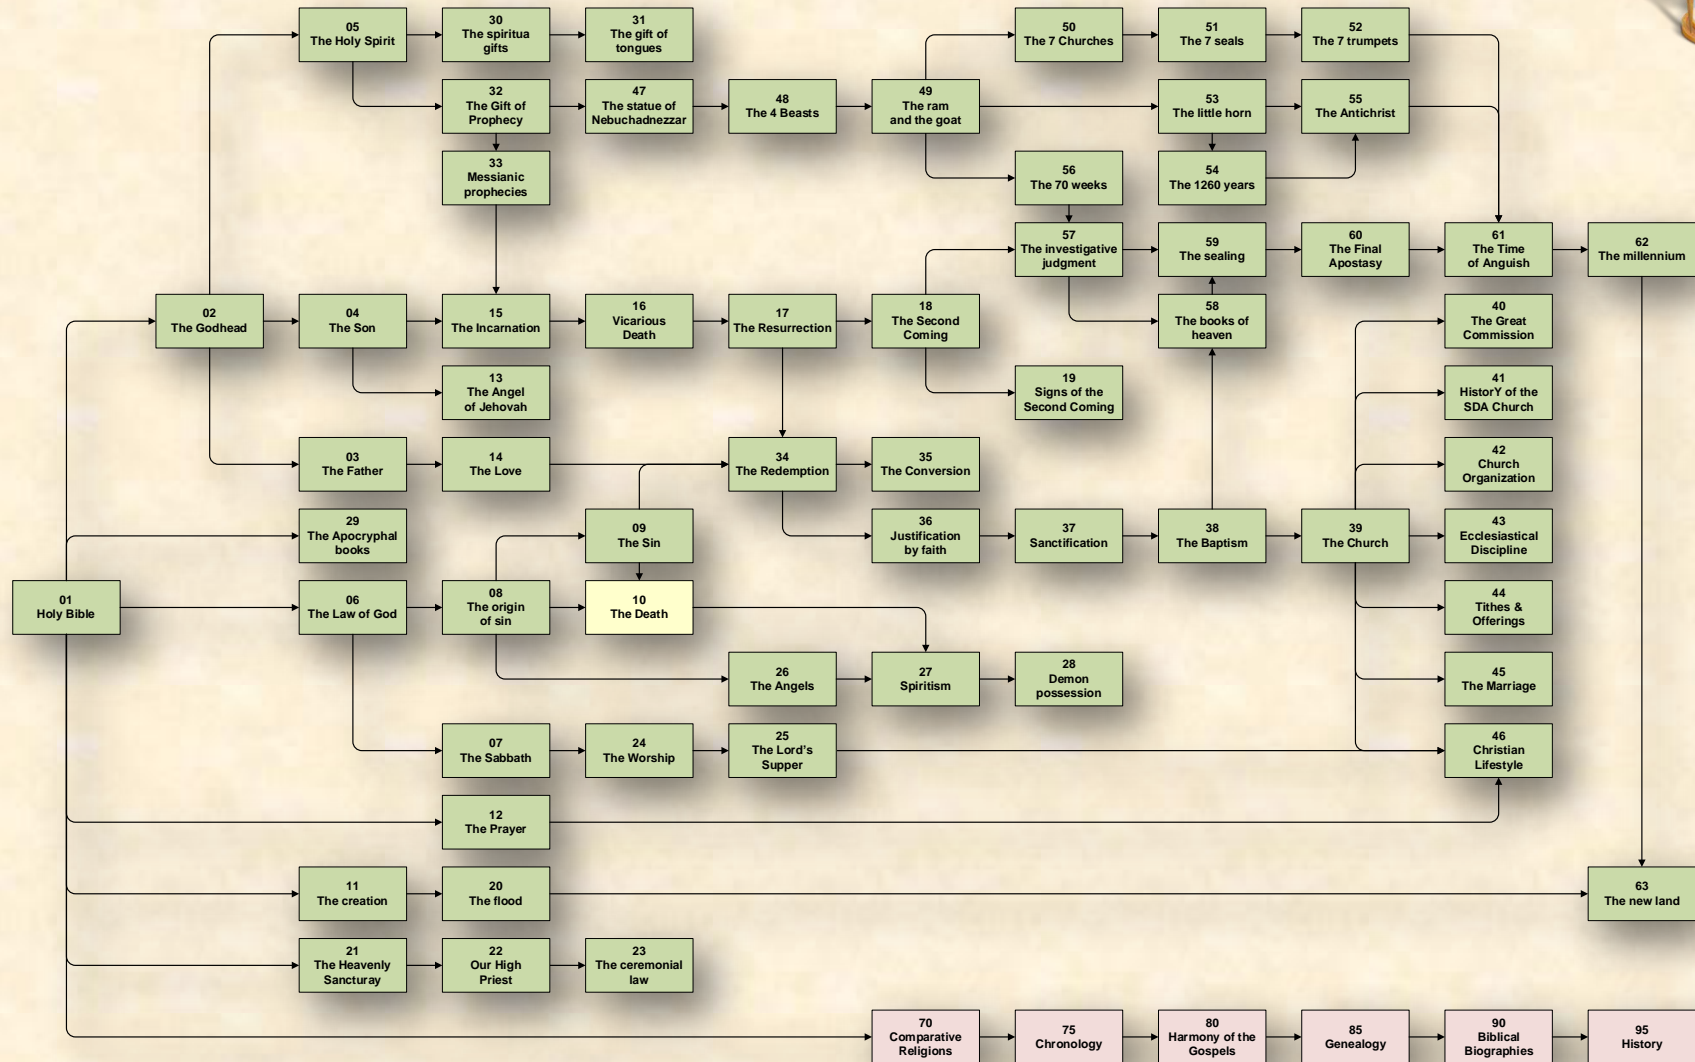 05
The Holy Spirit
30
The spiritua
gifts
31
The gift of
tongues
50
The 7 Churches
51
The 7 seals
52
The 7 trumpets
32
The Gift of
Prophecy
47
The statue of
Nebuchadnezzar
48
The 4 Beasts
49
The ram
and the goat
53
The little horn
55
The Antichrist
33
Messianic
prophecies
56
The 70 weeks
54
The 1260 years
57
The investigative
judgment
59
The sealing
60
The Final
Apostasy
61
The Time
of Anguish
62
The millennium
02
The Godhead
04
The Son
15
The Incarnation
16
Vicarious
Death
17
The Resurrection
18
The Second
Coming
58
The books of
heaven
40
The Great
Commission
13
The Angel
of Jehovah
19
Signs of the
Second Coming
41
HistorY of the
SDA Church
03
The Father
14
The Love
34
The Redemption
35
The Conversion
42
Church
Organization
29
The Apocryphal
books
09
The Sin
36
Justification
by faith
37
Sanctification
38
The Baptism
39
The Church
43
Ecclesiastical
Discipline
01
Holy Bible
06
The Law of God
08
The origin
of sin
10
The Death
44
Tithes &
Offerings
26
The Angels
27
Spiritism
28
Demon
possession
45
The Marriage
07
The Sabbath
24
The Worship
25
The Lord's
Supper
46
Christian
Lifestyle
12
The Prayer
11
The creation
20
The flood
63
The new land
21
The Heavenly
Sancturay
22
Our High
Priest
23
The ceremonial
law
70
Comparative
Religions
75
Chronology
80
Harmony of the
Gospels
85
Genealogy
90
Biblical
Biographies
95
History